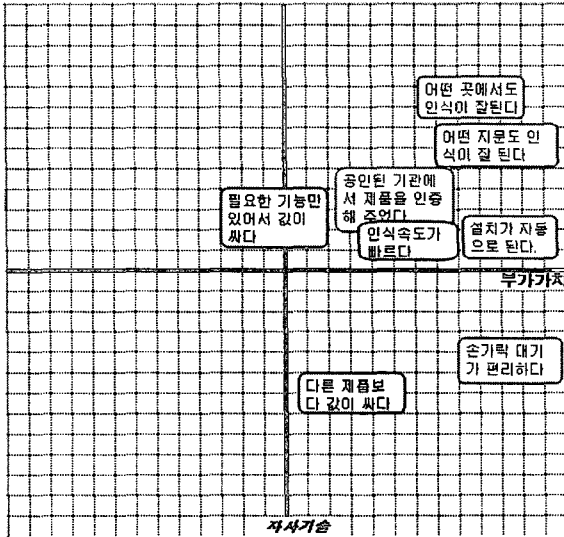 어떤 곳에서도
인식이 잘된다
어떤 지문도 인
식이 잘 된다
공인된 기관에
서 제품을 인증
해 주었다
필요한 기능만
있어서 값이
싸다
인식속도가
빠르다
설치가 자동
으로 된다.
부가가치
손가락 대기
가 편리하다
다른 제품보
다 값이 싸다
자사기술